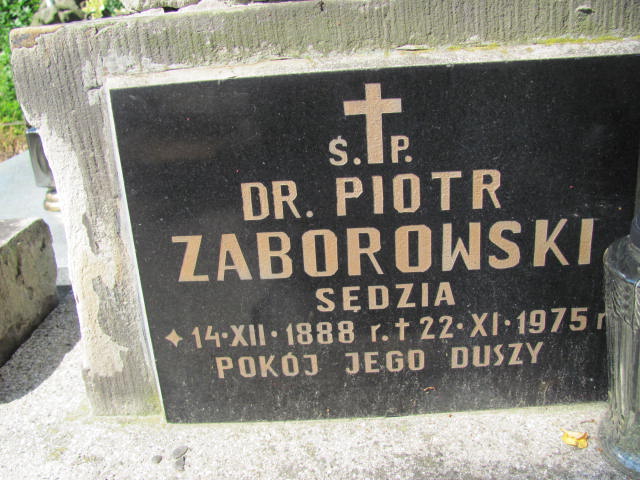 Ś. P.
DR. PIOTR
ZABOROWSKI
SĘDZIA
14·XII·1888 r. † 22·XI·1975 r
POKÓJ JEGO DUSZY